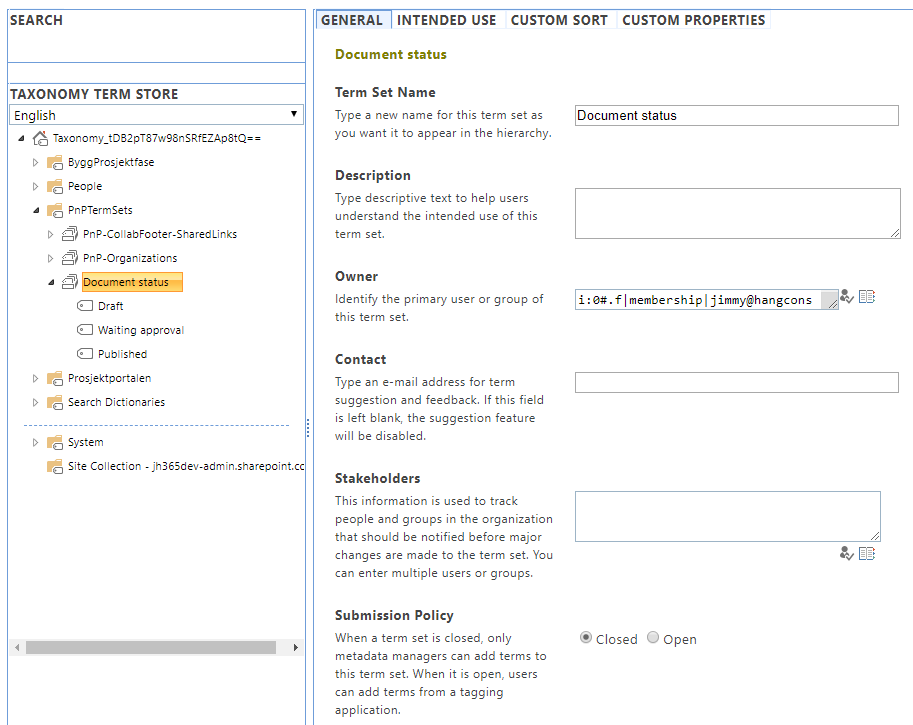 SEARCH
TAXONOMY TERM STORE
English
Taxonomy_tDB2pT87w98nSRfEZAp8tQ==
ByggProsjektfase
People
PnPTermSets
PnP-CollabFooter-SharedLinks
PnP-Organizations
Document status
Draft
Waiting approval
Published
Prosjektportalen
Search Dictionaries
System
Site Collection - jh365dev-admin.sharepoint.cc
GENERAL INTENDED USE CUSTOM SORT CUSTOM PROPERTIES
Document status
Term Set Name
Type a new name for this term set as
you want it to appear in the hierarchy.
Document status
Description
Type descriptive text to help users
understand the intended use of this
term set.
Owner
Identify the primary user or group of
this term set.
i:0#.f|membership|jimmy@hangcons
Contact
Type an e-mail address for term
suggestion and feedback. If this field
is left blank, the suggestion feature
will be disabled.
Stakeholders
This information is used to track
people and groups in the organization
that should be notified before major
changes are made to the term set. You
can enter multiple users or groups.
Submission Policy
When a term set is closed, only
metadata managers can add terms to
this term set. When it is open, users
can add terms from a tagging
application.
Closed Open